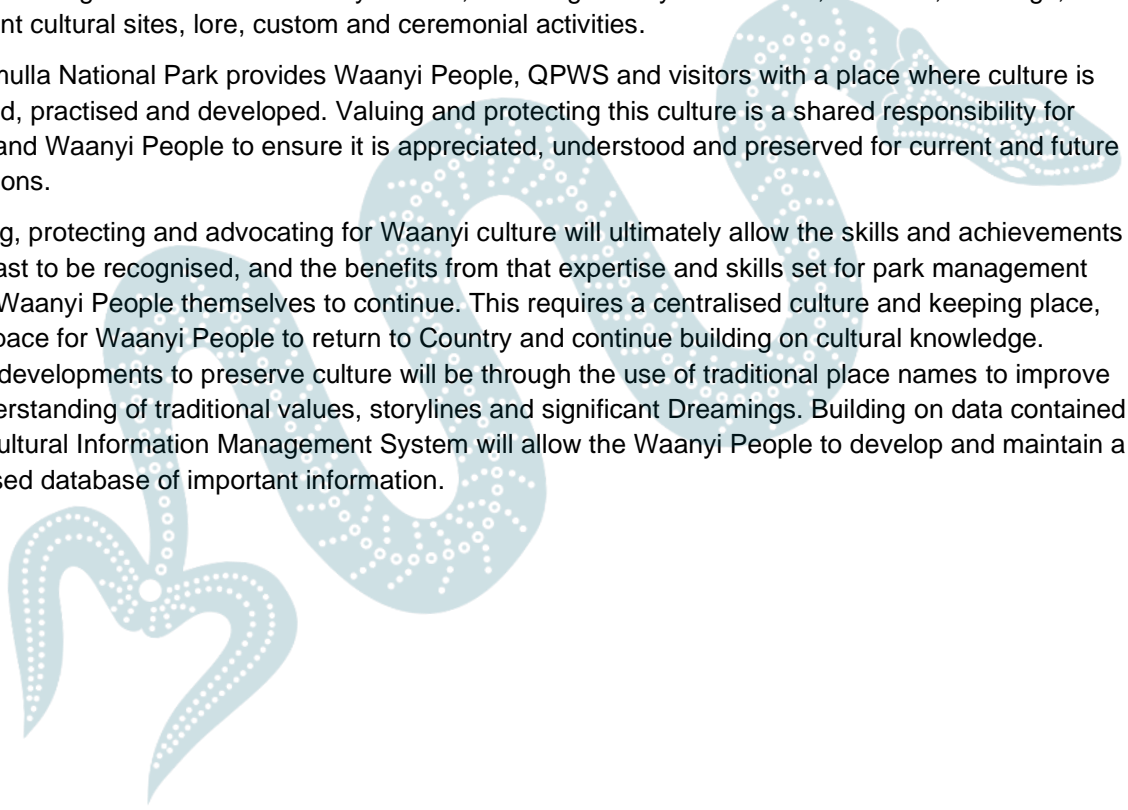 nt cultural sites, lore, custom and ceremonial activities.
nulla National Park provides Waanyi People, QPWS and visitors with a place where culture is
d, practised and developed. Valuing and protecting this culture is a shared responsibility for
and Waanyi People to ensure it is appreciated, understood and preserved for current and future
ons.
g, protecting and advocating for Waanyi culture will ultimately allow the skills and achievements
ast to be recognised, and the benefits from that expertise and skills set for park management
Waanyi People themselves to continue. This requires a centralised culture and keeping place,
pace for Waanyi People to return to Country and continue building on cultural knowledge.
developments to preserve culture will be through the use of traditional place names to improve
erstanding of traditional values, storylines and significant Dreamings. Building on data contained
ultural Information Management System will allow the Waanyi People to develop and maintain a
sed database of important information.